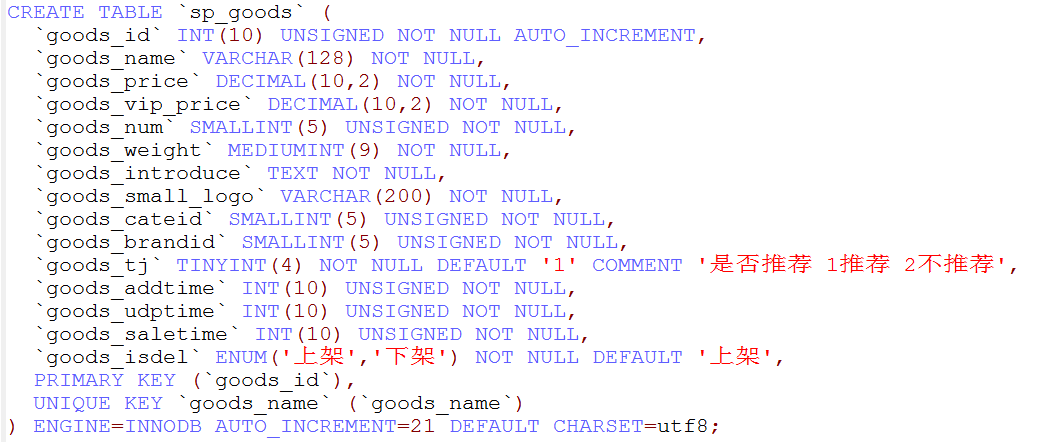 CREATE TABLE `sp_goods` (
`goods_id` INT(10) UNSIGNED NOT NULL AUTO_INCREMENT,
`goods_name` VARCHAR(128) NOT NULL,
`goods_price` DECIMAL(10,2) NOT NULL,
`goods_vip_price` DECIMAL(10,2) NOT NULL,
`goods_num` SMALLINT(5) UNSIGNED NOT NULL,
`goods_weight` MEDIUMINT(9) NOT NULL,
`goods_introduce` TEXT NOT NULL,
`goods_small_logo` VARCHAR(200) NOT NULL,
`goods_cateid` SMALLINT(5) UNSIGNED NOT NULL,
`goods_brandid` SMALLINT(5) UNSIGNED NOT NULL,
`goods_tj` TINYINT(4) NOT NULL DEFAULT '1' COMMENT '是否推荐 1推荐 2不推荐',
`goods_addtime` INT(10) UNSIGNED NOT NULL,
`goods_udptime` INT(10) UNSIGNED NOT NULL,
`goods_saletime` INT(10) UNSIGNED NOT NULL,
`goods_isdel` ENUM('上架','下架') NOT NULL DEFAULT '上架',
PRIMARY KEY (`goods_id`),
UNIQUE KEY `goods_name` (`goods_name`)
) ENGINE=INNODB AUTO_INCREMENT=21 DEFAULT CHARSET=utf8;